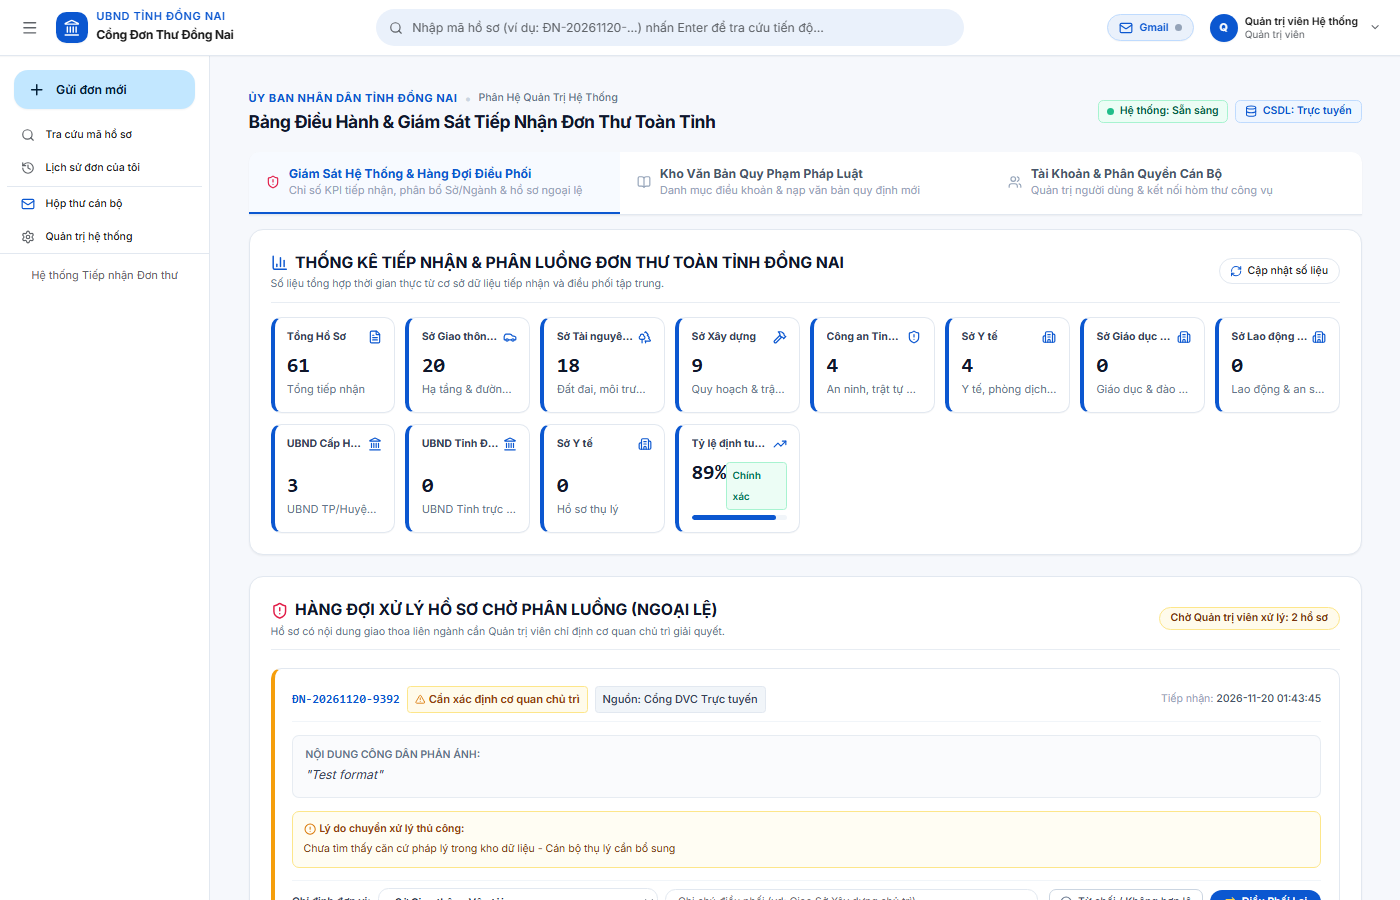 UBND TỈNH ĐỒNG NAI
Cổng Đơn Thư Đồng Nai
Nhập mã hồ sơ (ví dụ: ĐN-20261120-...) nhấn Enter để tra cứu tiến độ...
Gmail
Q
Quản trị viên Hệ thống
Quản trị viên
Gửi đơn mới
Tra cứu mã hồ sơ
Lịch sử đơn của tôi
Hộp thư cán bộ
Quản trị hệ thống
Hệ thống Tiếp nhận Đơn thư
ỦY BAN NHÂN DÂN TỈNH ĐỒNG NAI
Phân Hệ Quản Trị Hệ Thống
Bảng Điều Hành & Giám Sát Tiếp Nhận Đơn Thư Toàn Tỉnh
Hệ thống: Sẵn sàng
CSDL: Trực tuyến
Giám Sát Hệ Thống & Hàng Đợi Điều Phối
Chỉ số KPI tiếp nhận, phân bổ Sở/Ngành & hồ sơ ngoại lệ
Kho Văn Bản Quy Phạm Pháp Luật
Danh mục điều khoản & nạp văn bản quy định mới
Tài Khoản & Phân Quyền Cán Bộ
Quản trị người dùng & kết nối hòm thư công vụ
THỐNG KÊ TIẾP NHẬN & PHÂN LUỒNG ĐƠN THƯ TOÀN TỈNH ĐỒNG NAI
Số liệu tổng hợp thời gian thực từ cơ sở dữ liệu tiếp nhận và điều phối tập trung.
Cập nhật số liệu
Tổng Hồ Sơ
61
Tổng tiếp nhận
Sở Giao thôn...
20
Hạ tầng & đườn...
Sở Tài nguyê...
18
Đất đai, môi trư...
Sở Xây dựng
9
Quy hoạch & trậ...
Công an Tỉn...
4
An ninh, trật tự ...
Sở Y tế
4
Y tế, phòng dịch...
Sở Giáo dục ...
0
Giáo dục & đào ...
Sở Lao động ...
0
Lao động & an s...
UBND Cấp H...
3
UBND TP/Huyệ...
UBND Tỉnh Đ...
0
UBND Tỉnh trực ...
Sở Y tế
0
Hồ sơ thụ lý
Tỷ lệ định tu...
89%
Chính
xác
HÀNG ĐỢI XỬ LÝ HỒ SƠ CHỜ PHÂN LUỒNG (NGOẠI LỆ)
Hồ sơ có nội dung giao thoa liên ngành cần Quản trị viên chỉ định cơ quan chủ trì giải quyết.
Chờ Quản trị viên xử lý: 2 hồ sơ
ĐN-20261120-9392
Cần xác định cơ quan chủ trì
Nguồn: Cổng DVC Trực tuyến
Tiếp nhận: 2026-11-20 01:43:45
NỘI DUNG CÔNG DÂN PHẢN ÁNH:
"Test format"
Lý do chuyển xử lý thủ công:
Chưa tìm thấy căn cứ pháp lý trong kho dữ liệu - Cán bộ thụ lý cần bổ sung